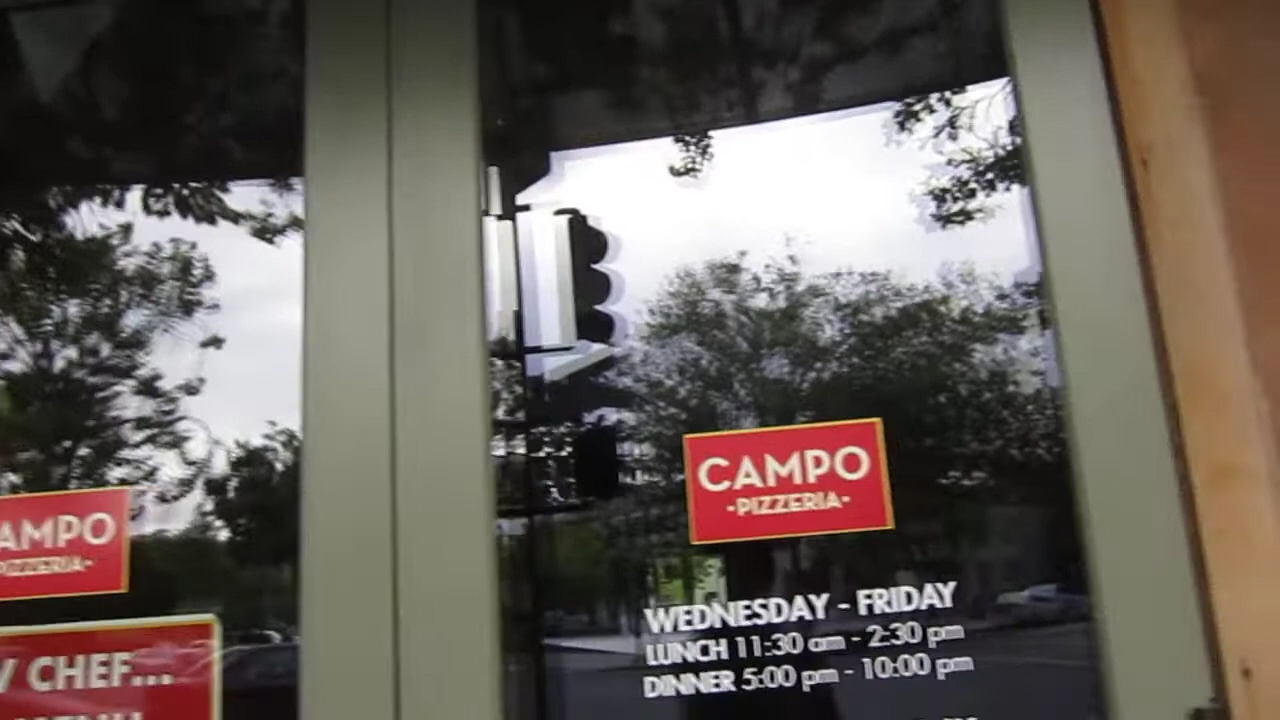 CAMPO
-PIZZERIA-
WEDNESDAY - FRIDAY
LUNCH 11:30 am - 2:30 pm
DINNER 5:00 pm - 10:00 pm
AMPO
PIZZERIA-
CHEF...